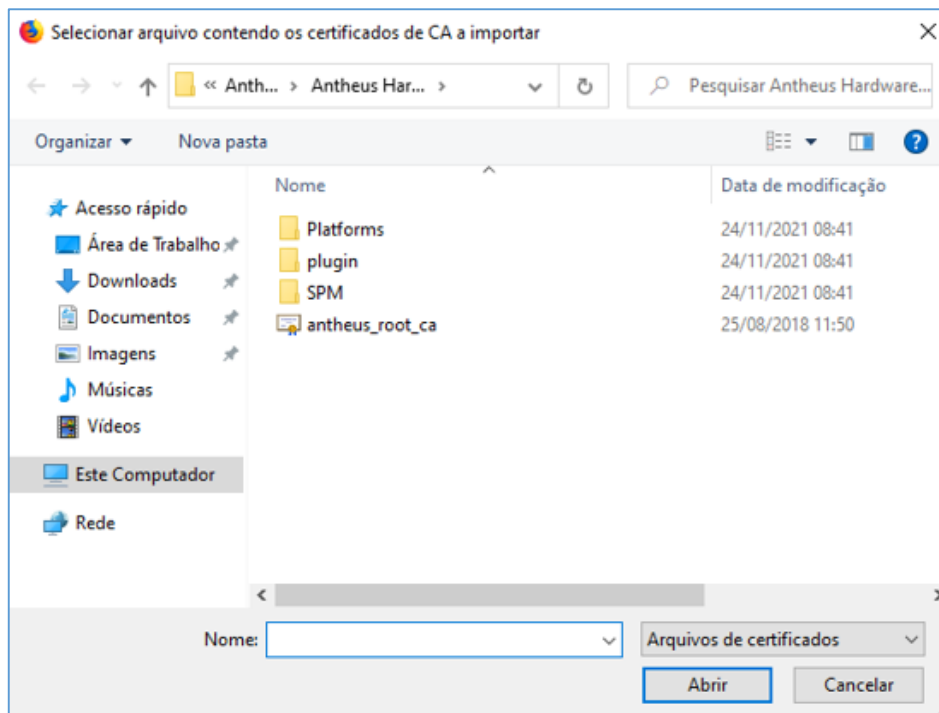 Selecionar arquivo contendo os certificados de CA a importar
« Anth... › Antheus Har... ›
Pesquisar Antheus Hardware...
Organizar
Nova pasta
Nome
Data de modificação
Acesso rápido
Área de Trabalho
Downloads
Documentos
Imagens
Músicas
Vídeos
Este Computador
Rede
Platforms 24/11/2021 08:41
plugin 24/11/2021 08:41
SPM 24/11/2021 08:41
antheus_root_ca 25/08/2018 11:50
Nome:
Arquivos de certificados
Abrir
Cancelar